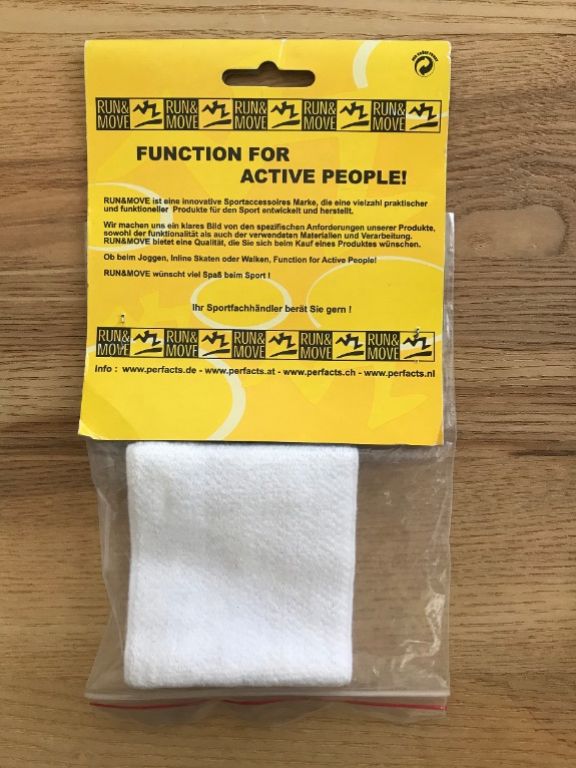 DER GRÜNE PUNKT
RUN& MOVE RUN& MOVE RUN& MOVE RUN& MOVE RUN& MOVE
FUNCTION FOR
ACTIVE PEOPLE!
RUN&MOVE ist eine innovative Sportaccessoires Marke, die eine vielzahl praktischer
und funktioneller Produkte für den Sport entwickelt und herstellt.
Wir machen uns ein klares Bild von den spezifischen Anforderungen unserer Produkte,
sowohl der funktionalität als auch der verwendaten Materialien und Verarbeitung.
RUN&MOVE bietet eine Qualität, die Sie sich beim Kauf eines Produktes wünschen.
Ob beim Joggen, Inline Skaten oder Walken, Function for Active People!
RUN&MOVE wünscht viel Spaß beim Sport !
Ihr Sportfachhändler berät Sie gern !
RUN& MOVE RUN& MOVE RUN& MOVE RUN& MOVE RUN& MOVE
Info : www.perfacts.de - www.perfacts.at - www.perfacts.ch - www.perfacts.nl